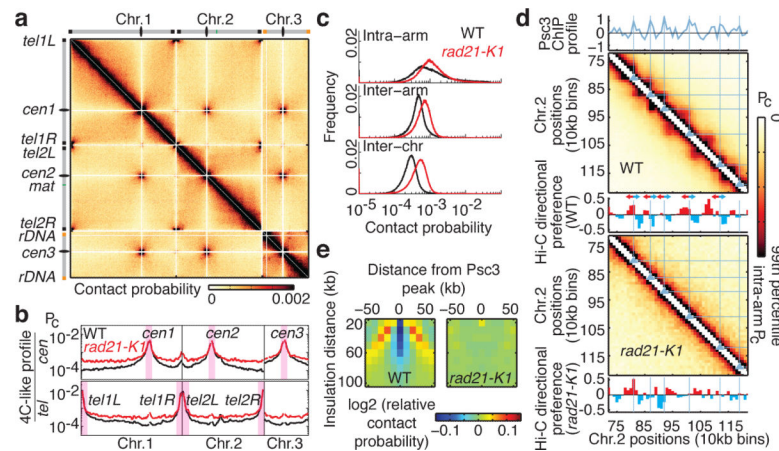 a
Chr.1 Chr.2 Chr.3
tel1L
cen1
tel1R
tel2L
cen2
mat
tel2R
rDNA
cen3
rDNA
Contact probability
0 0.002
b
4C-like profile
cen
tel
Pc
10-2
10-4
10-2
10-4
WT
rad21-K1
cen1 cen2 cen3
tel1L tel1R tel2L tel2R
Chr.1 Chr.2 Chr.3
c
Frequency
Intra-arm WT
rad21-K1
0.02
0
Inter-arm
0.02
0
Inter-chr
0.02
0
10-5 10-4 10-3 10-2
Contact probability
d
Psc3
ChIP
profile
1
0
-1
75
85
95
105
115
Chr.2 positions
(10kb bins)
WT
Hi-C directional
preference
(WT)
0.5
0
-0.5
75
85
95
105
115
Chr.2 positions
(10kb bins)
rad21-K1
Hi-C directional
preference
(rad21-K1)
0.5
0
-0.5
75 85 95 105 115
Chr.2 positions (10kb bins)
Pc
0
99th percentile
intra-arm Pc
e
Distance from Psc3
peak (kb)
-50 0 50 -50 0 50
Insulation distance (kb)
20
60
100
WT rad21-K1
log2 (relative
contact
probability)
-0.1 0 0.1